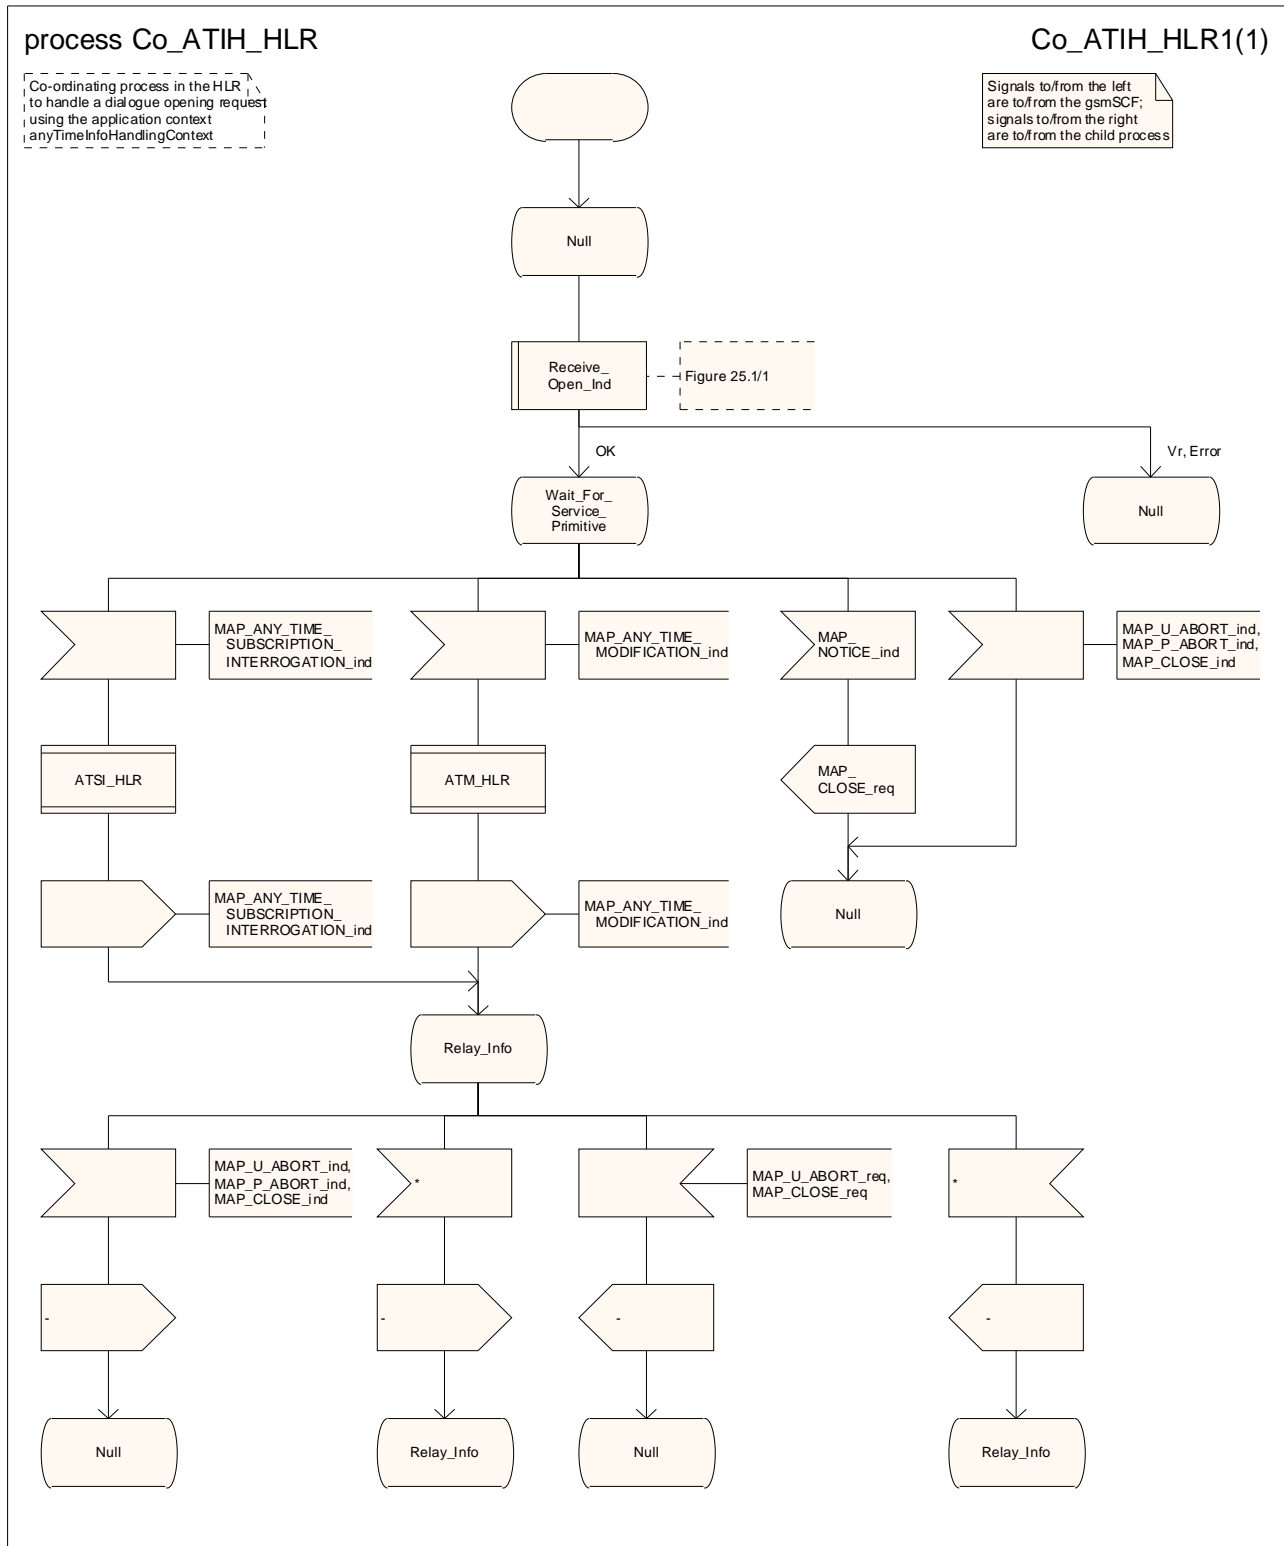 process Co_ATIH_HLR
Co_ATIH_HLR1(1)
Co-ordinating process in the HLR
to handle a dialogue opening request
using the application context
anyTimeInfoHandlingContext
Signals to/from the left
are to/from the gsmSCF;
signals to/from the right
are to/from the child process
Null
Receive_
Open_Ind
Figure 25.1/1
OK
Vr, Error
Wait_For_
Service_
Primitive
Null
MAP_ANY_TIME_
SUBSCRIPTION_
INTERROGATION_ind
MAP_ANY_TIME_
MODIFICATION_ind
MAP_
NOTICE_ind
MAP_U_ABORT_ind,
MAP_P_ABORT_ind,
MAP_CLOSE_ind
ATSI_HLR
ATM_HLR
MAP_
CLOSE_req
MAP_ANY_TIME_
SUBSCRIPTION_
INTERROGATION_ind
MAP_ANY_TIME_
MODIFICATION_ind
Null
Relay_Info
MAP_U_ABORT_ind,
MAP_P_ABORT_ind,
MAP_CLOSE_ind
*
MAP_U_ABORT_req,
MAP_CLOSE_req
*
-
-
-
-
Null
Relay_Info
Null
Relay_Info